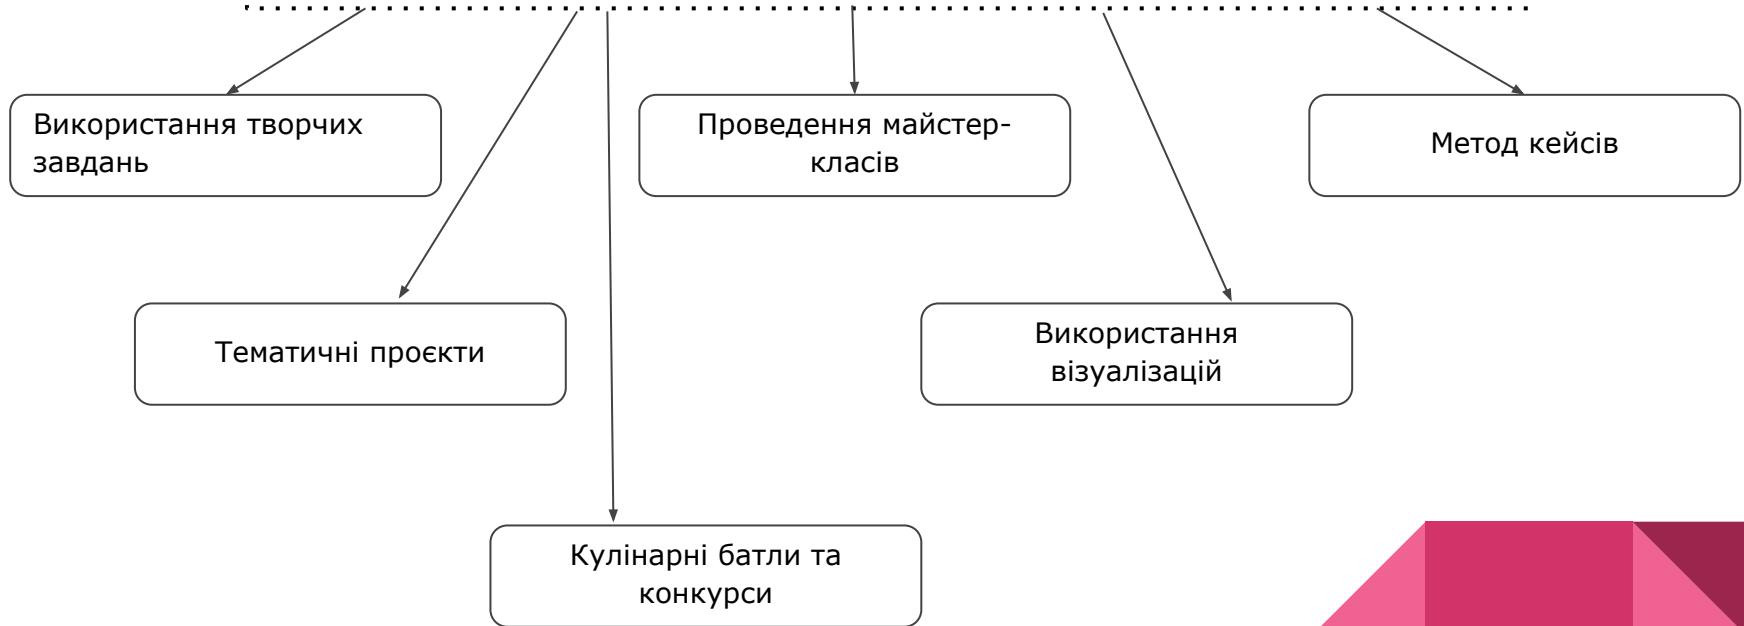 Використання творчих
завдань
Проведення майстер-
класів
Метод кейсів
Тематичні проєкти
Використання
візуалізацій
Кулінарні батли та
конкурси